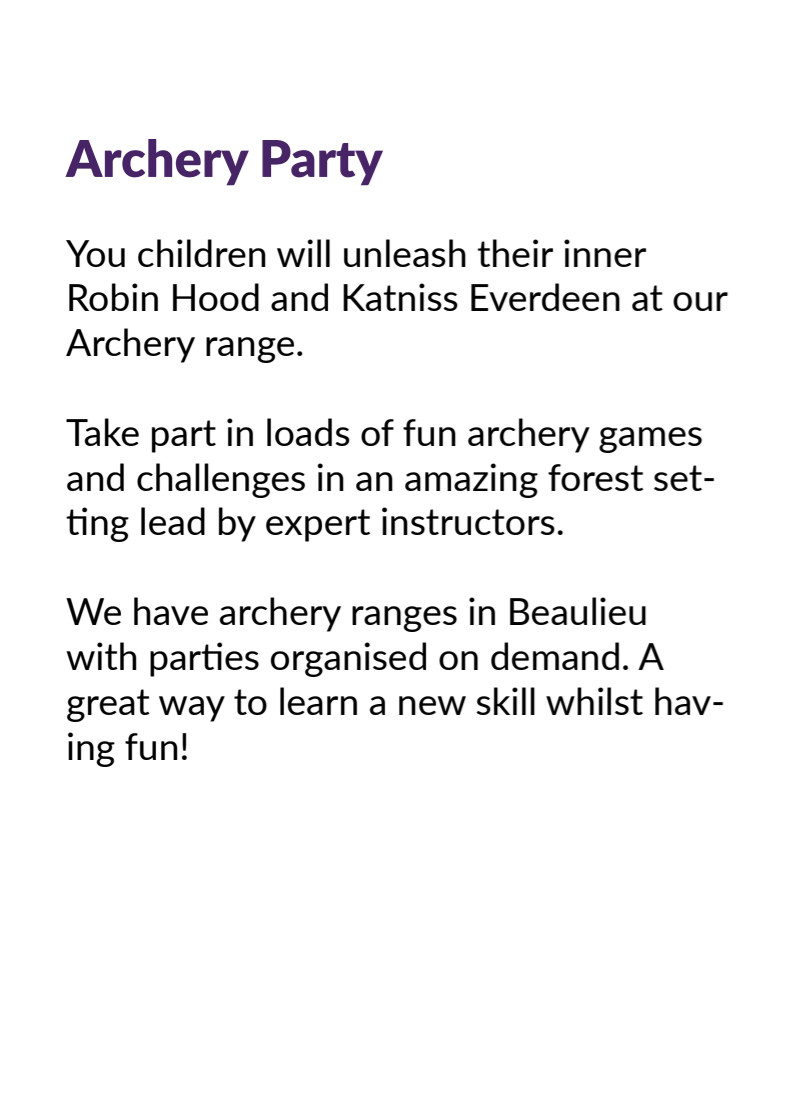 Archery Party
You children will unleash their inner
Robin Hood and Katniss Everdeen at our
Archery range.
Take part in loads of fun archery games
and challenges in an amazing forest set-
ting lead by expert instructors.
We have archery ranges in Beaulieu
with parties organised on demand. A
great way to learn a new skill whilst hav-
ing fun!